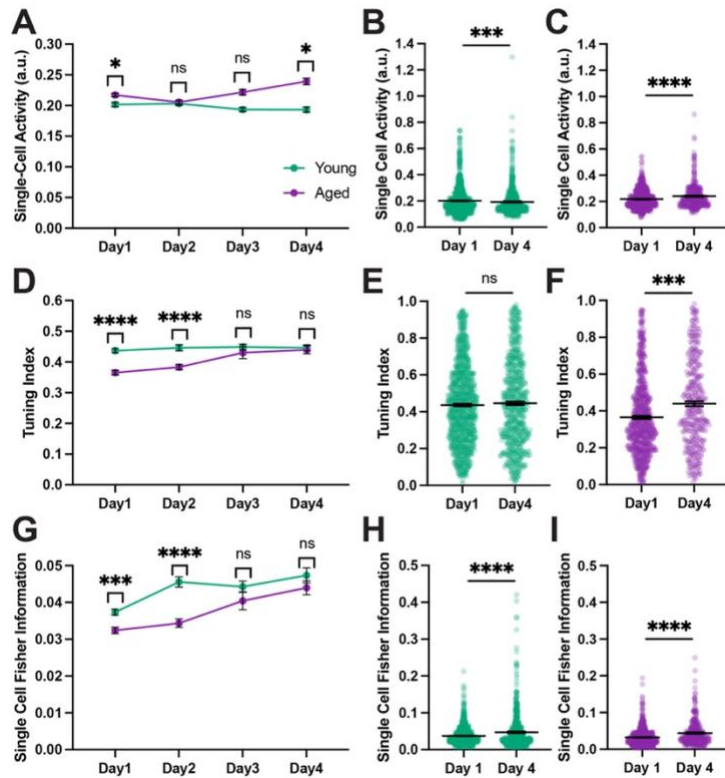 A
Single-Cell Activity (a.u.)
0.30
0.25
0.20
0.15
0.10
0.05
0.00
* ns ns *
Young
Aged
Day1 Day2 Day3 Day4
B
Single Cell Activity (a.u.)
1.4
1.2
1.0
0.8
0.6
0.4
0.2
0.0
***
Day 1 Day 4
C
Single Cell Activity (a.u.)
1.4
1.2
1.0
0.8
0.6
0.4
0.2
0.0
****
Day 1 Day 4
D
Tuning Index
0.6
0.5
0.4
0.3
0.2
0.1
0.0
**** **** ns ns
Day1 Day2 Day3 Day4
E
Tuning Index
1.0
0.8
0.6
0.4
0.2
0.0
ns
Day1 Day4
F
Tuning Index
1.0
0.8
0.6
0.4
0.2
0.0
***
Day1 Day4
G
Single Cell Fisher Information
0.05
0.04
0.03
0.02
0.01
0.00
*** **** ns ns
Day1 Day2 Day3 Day4
H
Single Cell Fisher Information
0.5
0.4
0.3
0.2
0.1
0.0
****
Day 1 Day 4
I
Single Cell Fisher Information
0.5
0.4
0.3
0.2
0.1
0.0
****
Day 1 Day 4